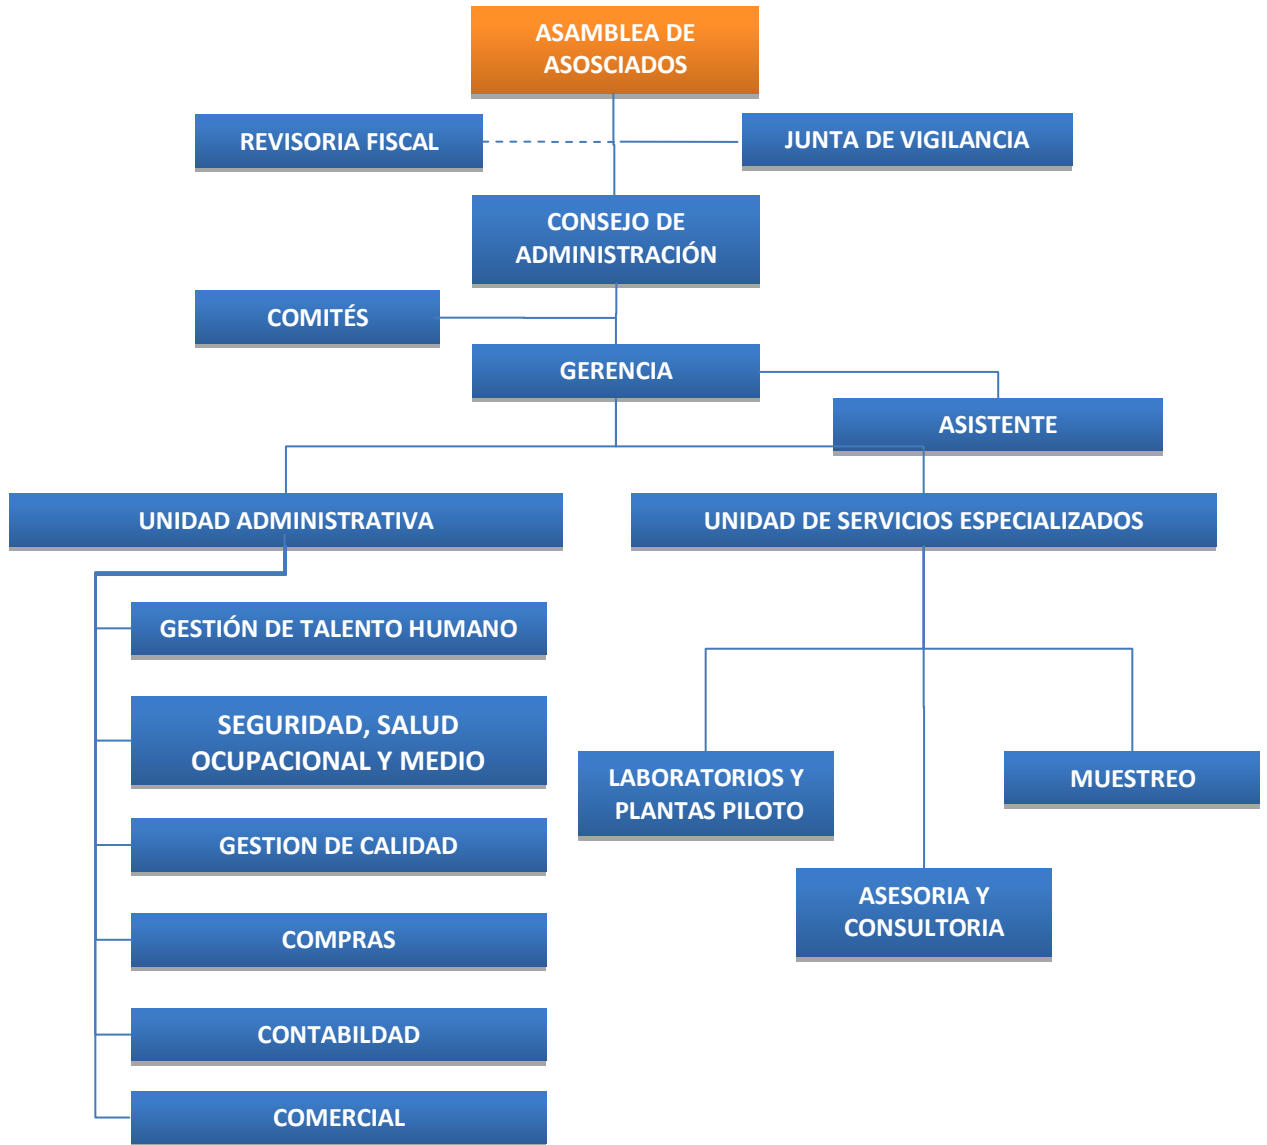 ASAMBLEA DE
ASOSCIADOS
REVISORIA FISCAL
JUNTA DE VIGILANCIA
CONSEJO DE
ADMINISTRACIÓN
COMITÉS
GERENCIA
ASISTENTE
UNIDAD ADMINISTRATIVA
UNIDAD DE SERVICIOS ESPECIALIZADOS
GESTIÓN DE TALENTO HUMANO
SEGURIDAD, SALUD
OCUPACIONAL Y MEDIO
GESTION DE CALIDAD
COMPRAS
CONTABILDAD
COMERCIAL
LABORATORIOS Y
PLANTAS PILOTO
MUESTREO
ASESORIA Y
CONSULTORIA